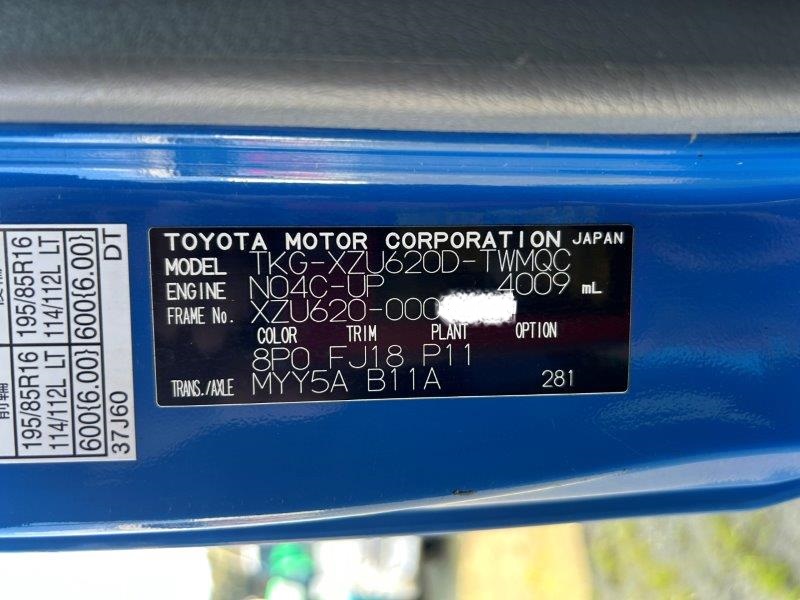 TOYOTA MOTOR CORPORATION JAPAN
MODEL TKG-XZU620D-TWMQC
ENGINE N04C-UP 4009 mL
FRAME No. XZU620-000
COLOR TRIM PLANT OPTION
8P0 FJ18 P11
TRANS./AXLE MYY5A B11A 281
195/85R16
114/112L LT
600{6.00} DT
前輪
195/85R16
114/112L LT
600{6.00}
37J60